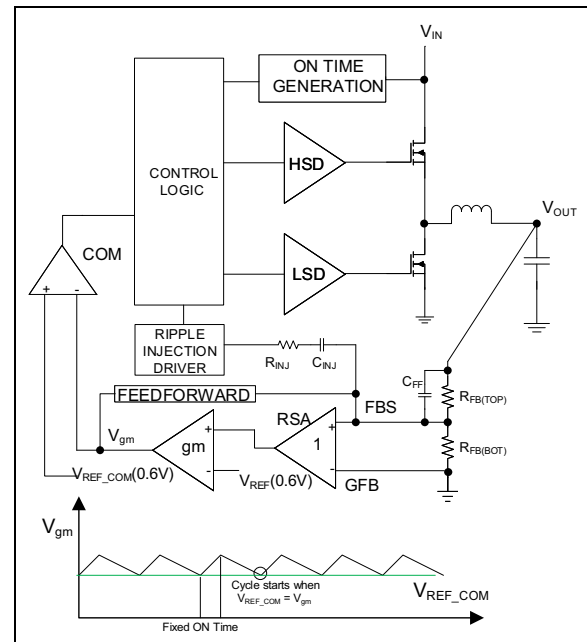 V_IN
ON TIME
GENERATION
CONTROL
LOGIC
HSD
V_OUT
COM
LSD
+ -
RIPPLE
INJECTION
DRIVER
R_INJ
C_INJ
C_FF
R_FB(TOP)
FEEDFORWARD
FBS
V_gm
RSA
gm
+
-
1
+
-
R_FB(BOT)
V_REF_COM(0.6V)
V_REF(0.6V)
GFB
V_gm
Cycle starts when
V_REF_COM = V_gm
V_REF_COM
Fixed ON Time